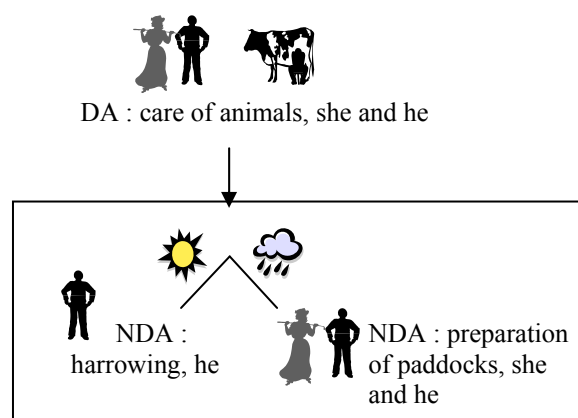 DA : care of animals, she and he
NDA :
harrowing, he
NDA : preparation
of paddocks, she
and he